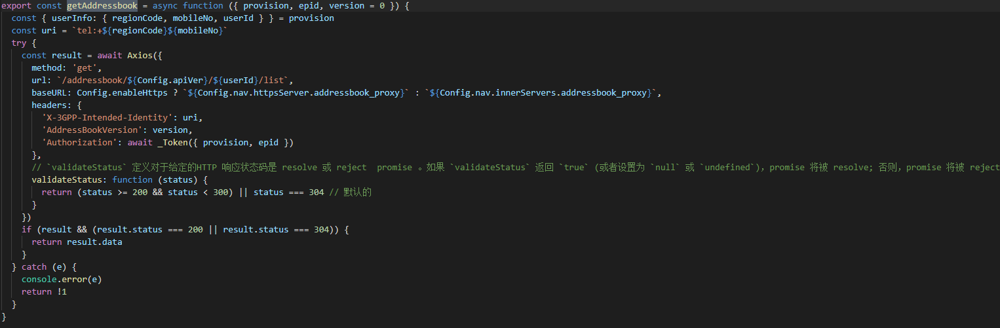 export const getAddressbook = async function ({ provision, epid, version = 0 }) {
const { userInfo: { regionCode, mobileNo, userId } } = provision
const uri = `tel:+${regionCode}${mobileNo}`
try {
const result = await Axios({
method: 'get',
url: `/addressbook/${Config.apiVer}/${userId}/list`,
baseURL: Config.enableHttps ? `${Config.nav.httpsServer.addressbook_proxy}` : `${Config.nav.innerServers.addressbook_proxy}`,
headers: {
'X-3GPP-Intended-Identity': uri,
'AddressBookVersion': version,
'Authorization': await _Token({ provision, epid })
},
// `validateStatus` 定义对于给定的HTTP 响应状态码是 resolve 或 reject  promise 。如果 `validateStatus` 返回 `true` (或者设置为 `null` 或 `undefined`)，promise 将被 resolve; 否则，promise 将被 reject
validateStatus: function (status) {
return (status >= 200 && status < 300) || status === 304 // 默认的
}
})
if (result && (result.status === 200 || result.status === 304)) {
return result.data
}
} catch (e) {
console.error(e)
return !1
}
}